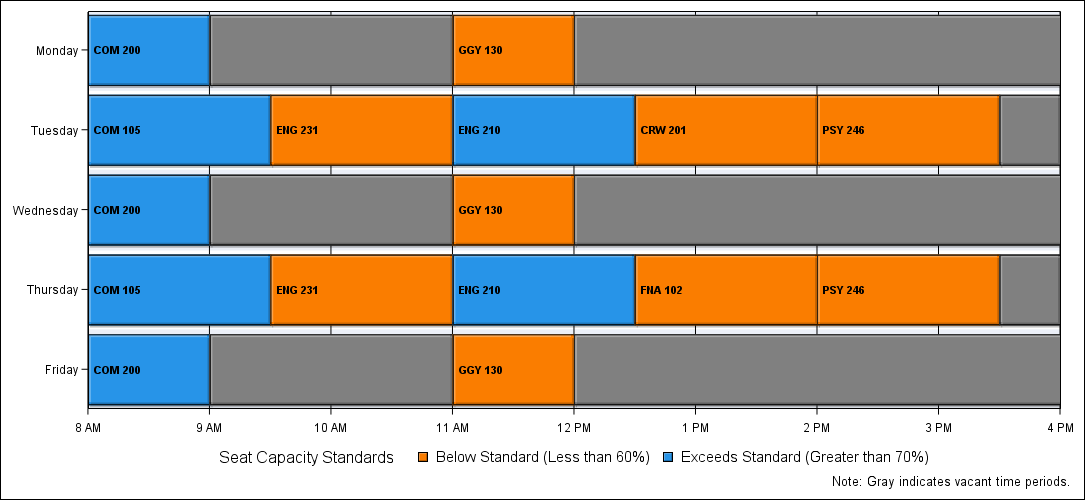 Monday
COM 200
GGY 130
Tuesday
COM 105
ENG 231
ENG 210
CRW 201
PSY 246
Wednesday
COM 200
GGY 130
Thursday
COM 105
ENG 231
ENG 210
FNA 102
PSY 246
Friday
COM 200
GGY 130
8 AM 9 AM 10 AM 11 AM 12 PM 1 PM 2 PM 3 PM 4 PM
Seat Capacity Standards Below Standard (Less than 60%) Exceeds Standard (Greater than 70%)
Note: Gray indicates vacant time periods.